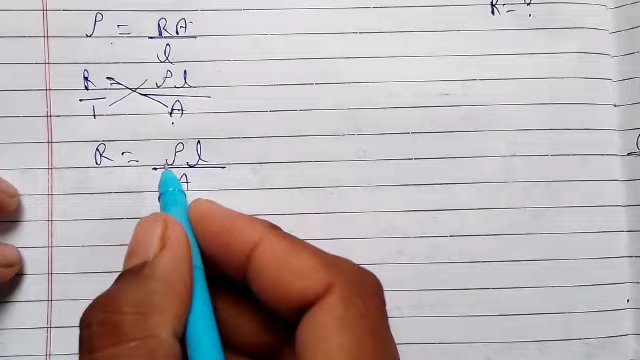 R = ?
ρ = RA
l
R = ρl
1 A
R = ρl
A